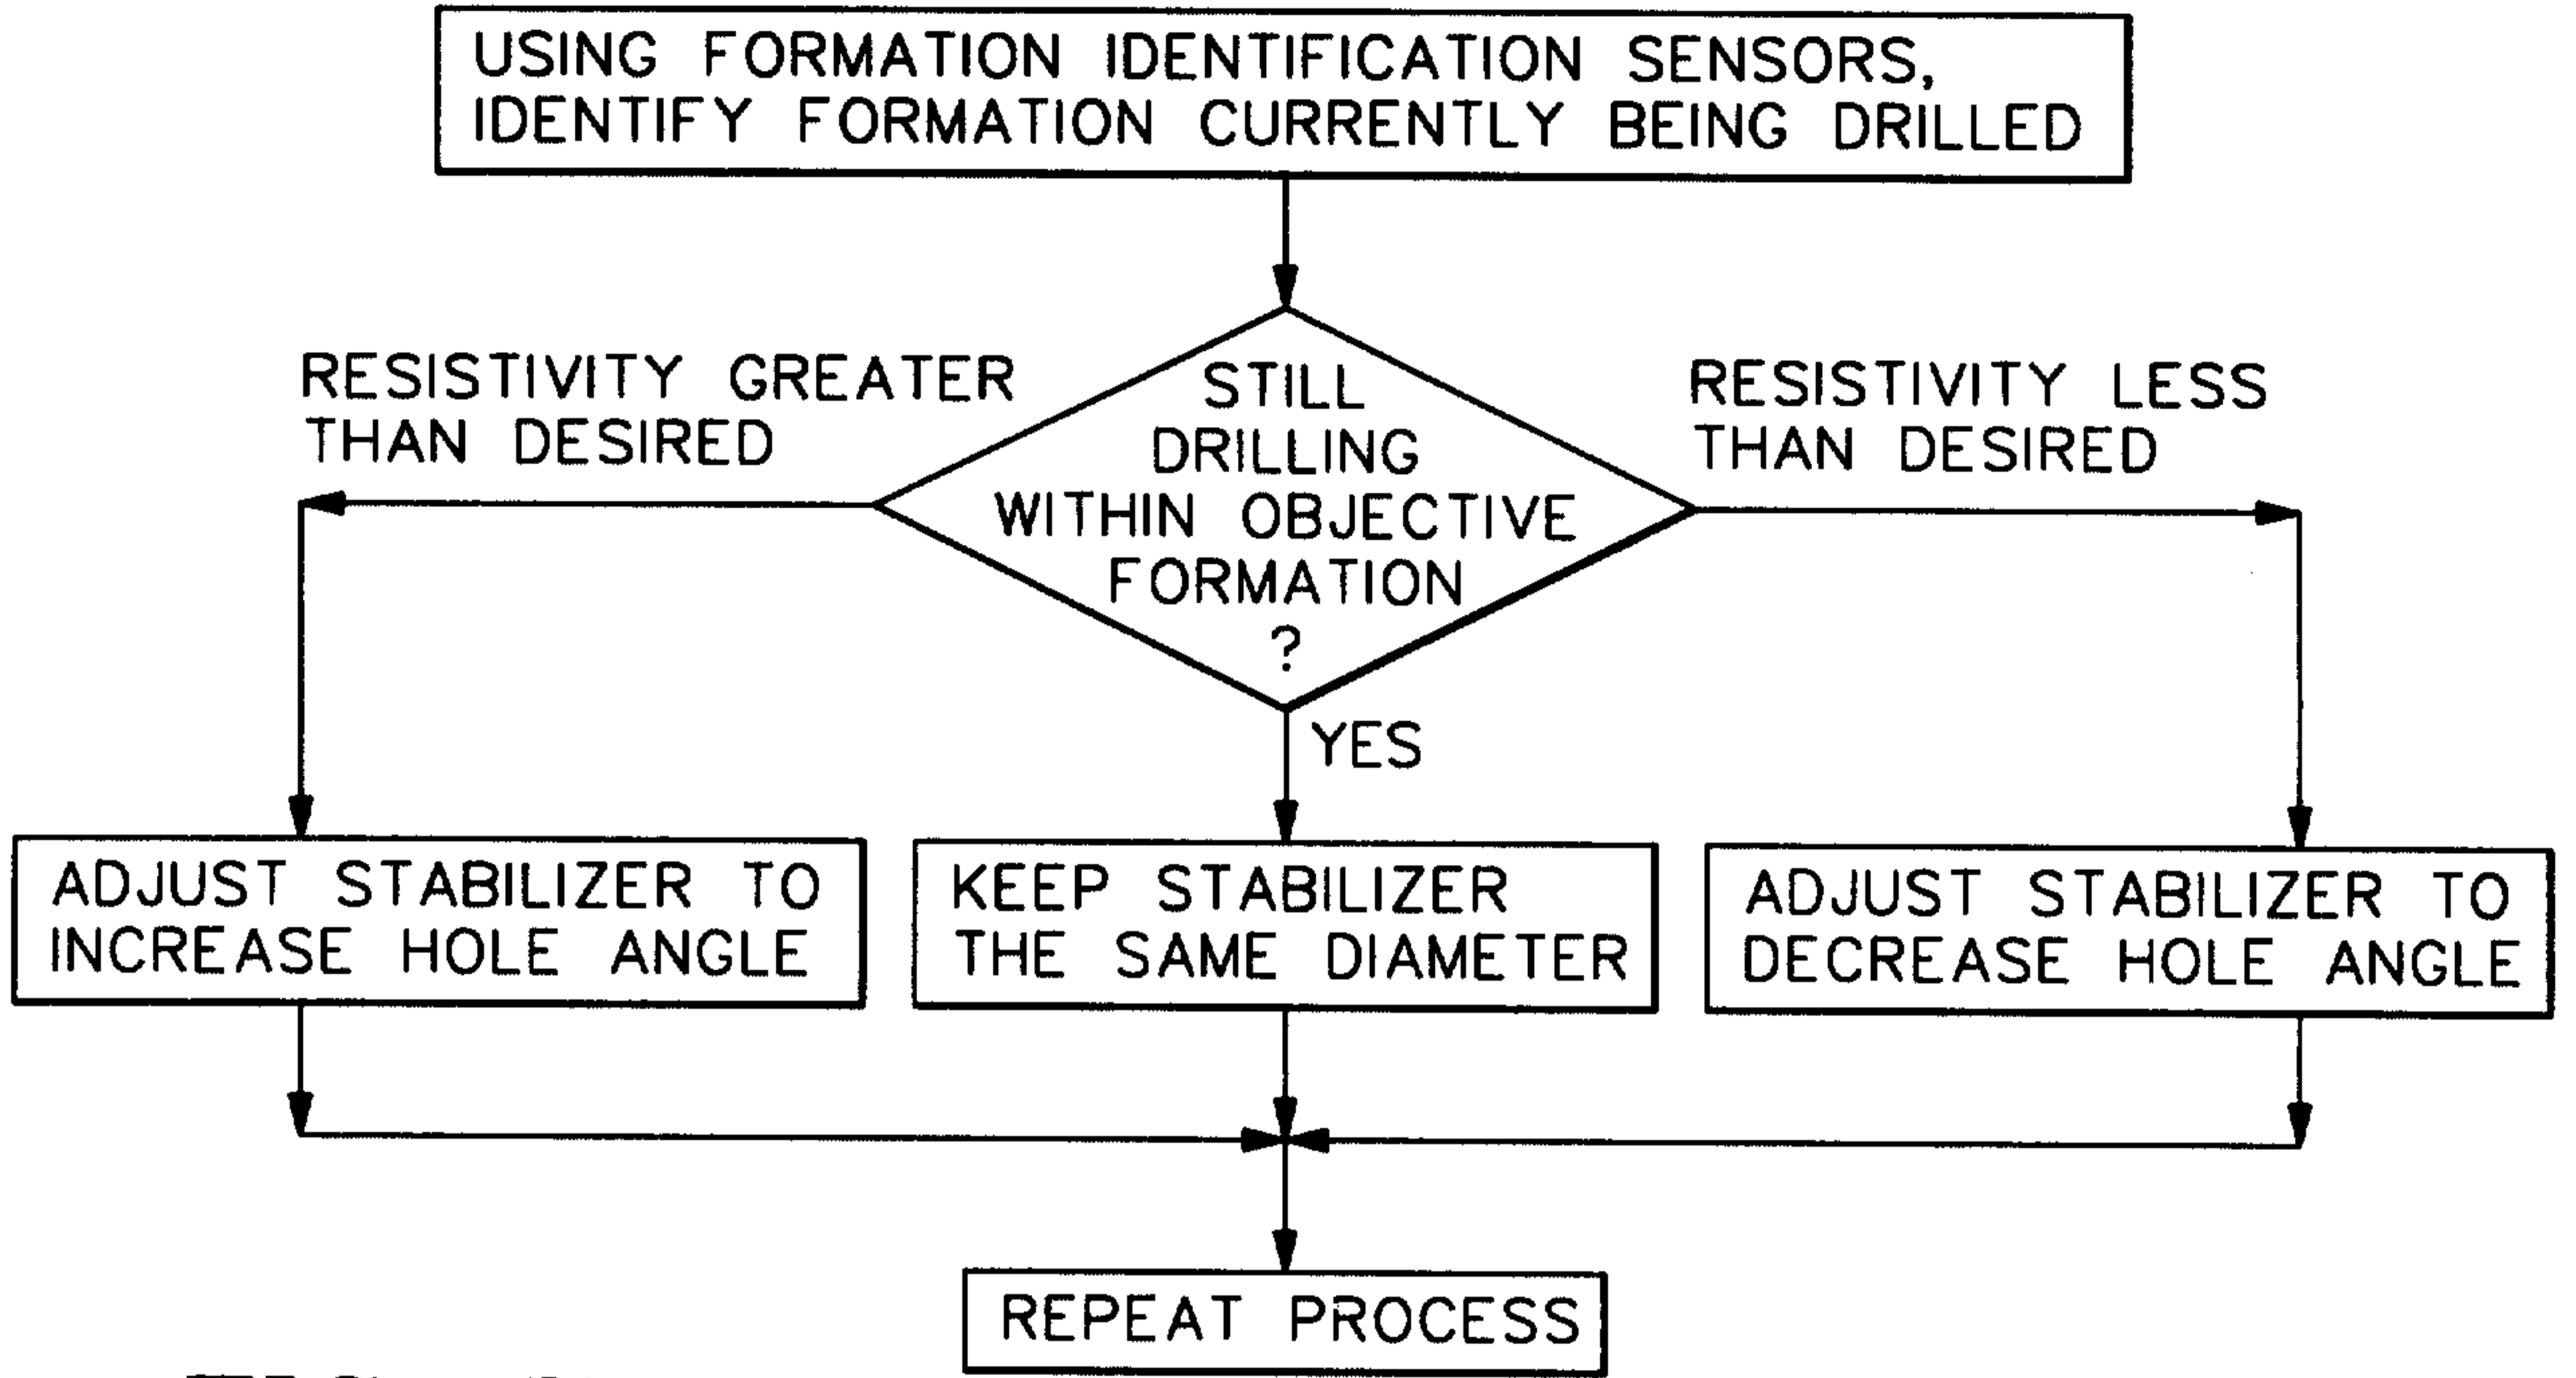 USING FORMATION IDENTIFICATION SENSORS,
IDENTIFY FORMATION CURRENTLY BEING DRILLED
RESISTIVITY GREATER
THAN DESIRED
STILL
DRILLING
WITHIN OBJECTIVE
FORMATION
?
RESISTIVITY LESS
THAN DESIRED
YES
ADJUST STABILIZER TO
INCREASE HOLE ANGLE
KEEP STABILIZER
THE SAME DIAMETER
ADJUST STABILIZER TO
DECREASE HOLE ANGLE
REPEAT PROCESS